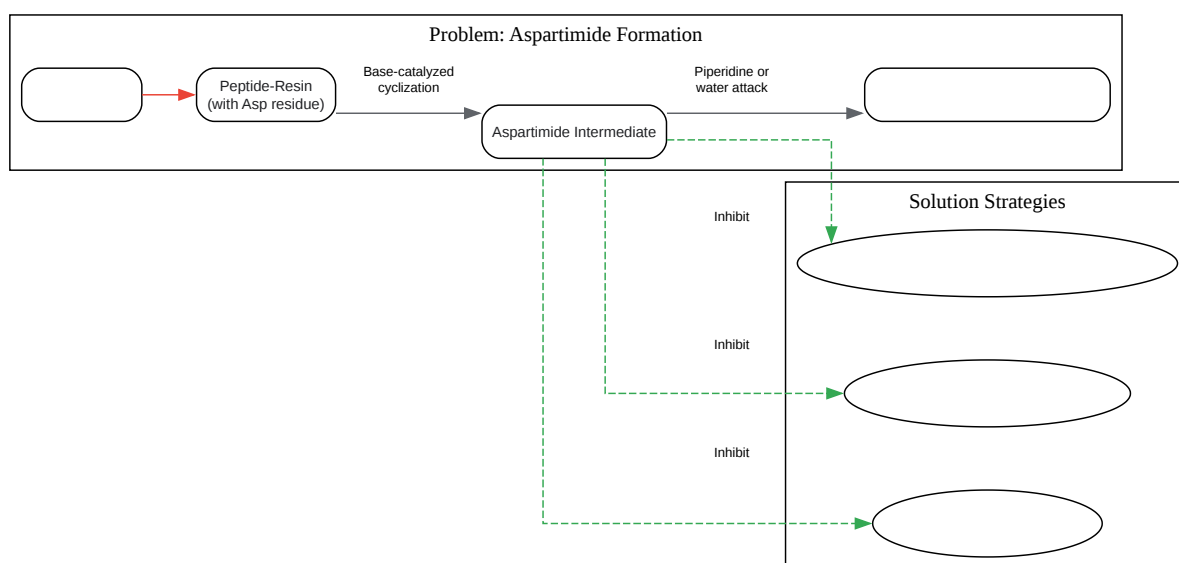 Problem: Aspartimide Formation
Peptide-Resin
(with Asp residue)
Base-catalyzed
cyclization
Aspartimide Intermediate
Piperidine or
water attack
Solution Strategies
Inhibit
Inhibit
Inhibit